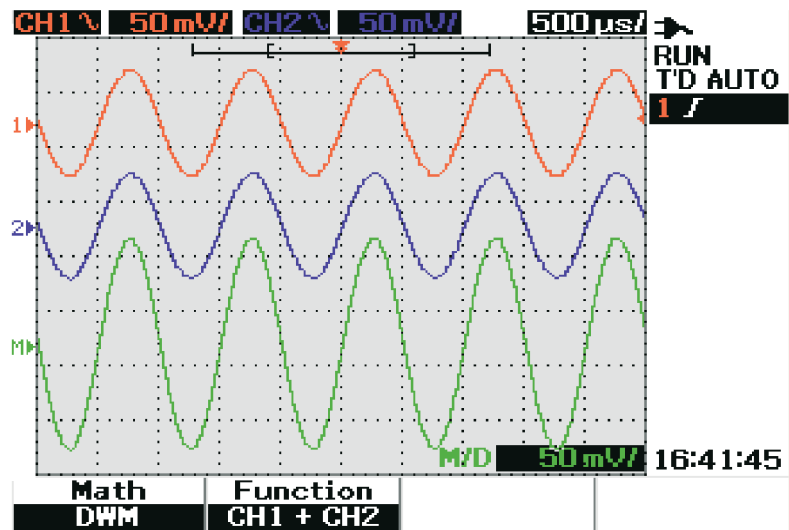 CH1 ∿ 50 mV/ CH2 ∿ 50 mV/ 500 µs/
RUN
T'D AUTO
1
1
2
M
M/D 50 mV/ 16:41:45
Math Function
DWM CH1 + CH2